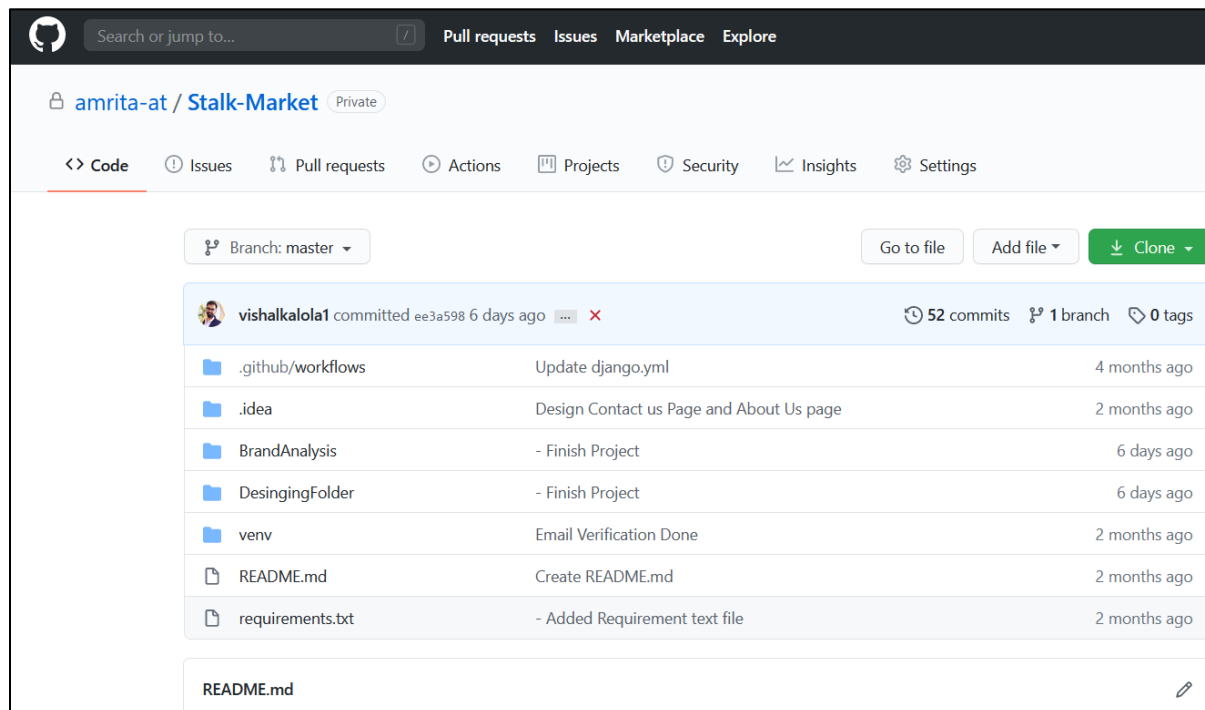 Search or jump to... / Pull requests Issues Marketplace Explore
amrita-at / Stalk-Market Private
<> Code Issues Pull requests Actions Projects Security Insights Settings
Branch: master Go to file Add file Clone
vishalkalola1 committed ee3a598 6 days ago ... 52 commits 1 branch 0 tags
.github/workflows Update django.yml 4 months ago
.idea Design Contact us Page and About Us page 2 months ago
BrandAnalysis - Finish Project 6 days ago
DesingingFolder - Finish Project 6 days ago
venv Email Verification Done 2 months ago
README.md Create README.md 2 months ago
requirements.txt - Added Requirement text file 2 months ago
README.md